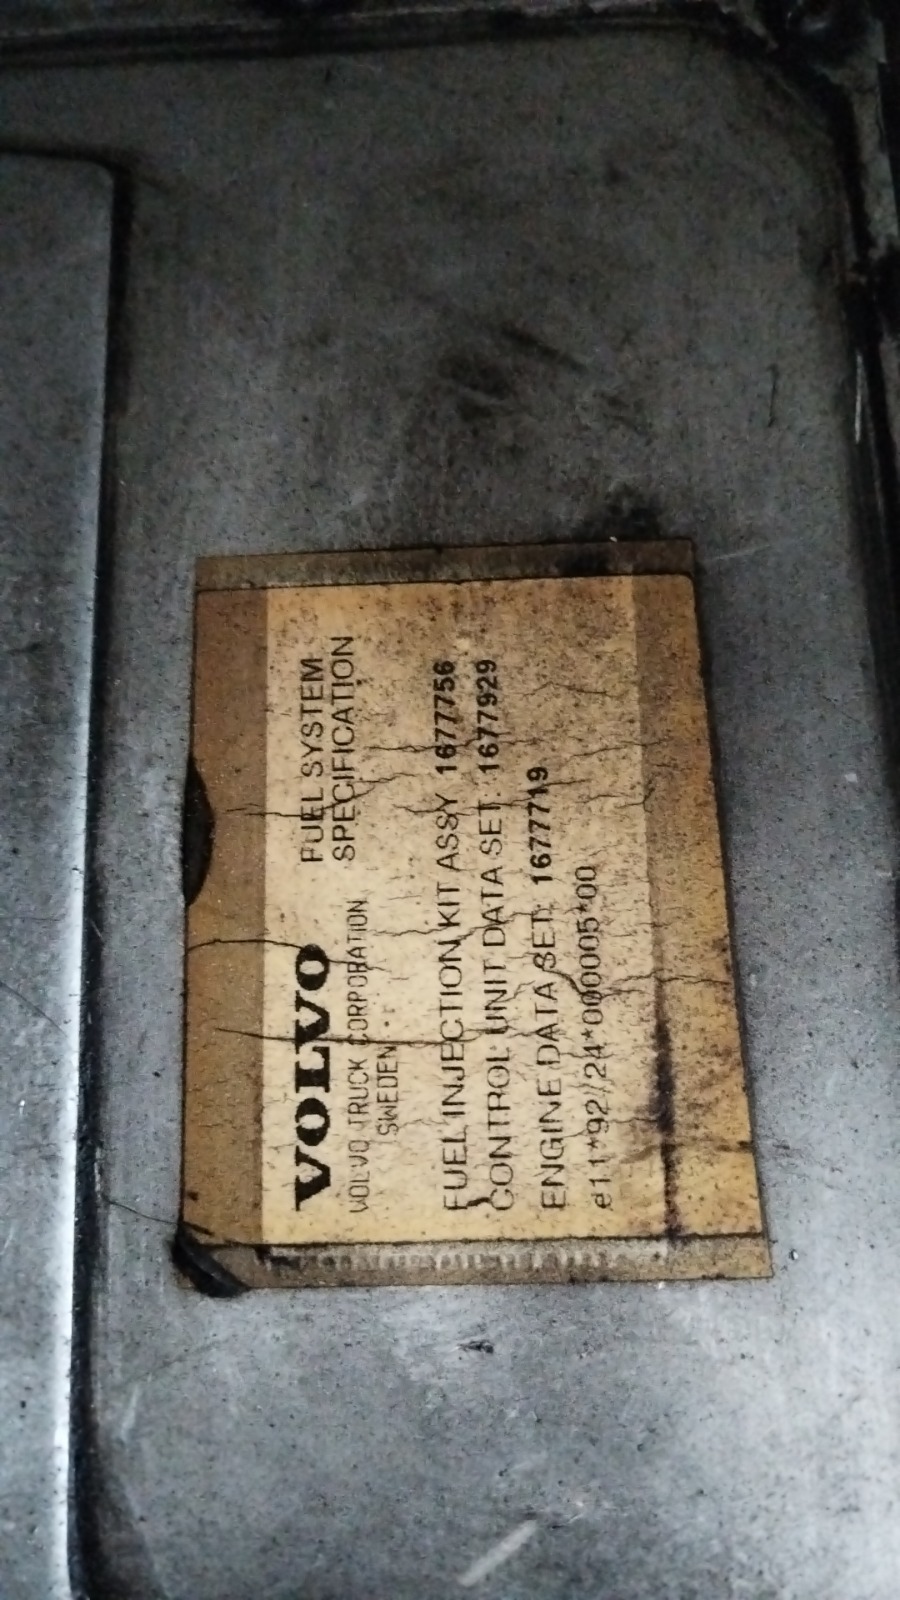 VOLVO
VOLVO TRUCK CORPORATION
SWEDEN
FUEL SYSTEM
SPECIFICATION
FUEL INJECTION KIT ASSY 1677756
CONTROL UNIT DATA SET: 1677929
ENGINE DATA SET: 1677719
e11*92//24*000005*00